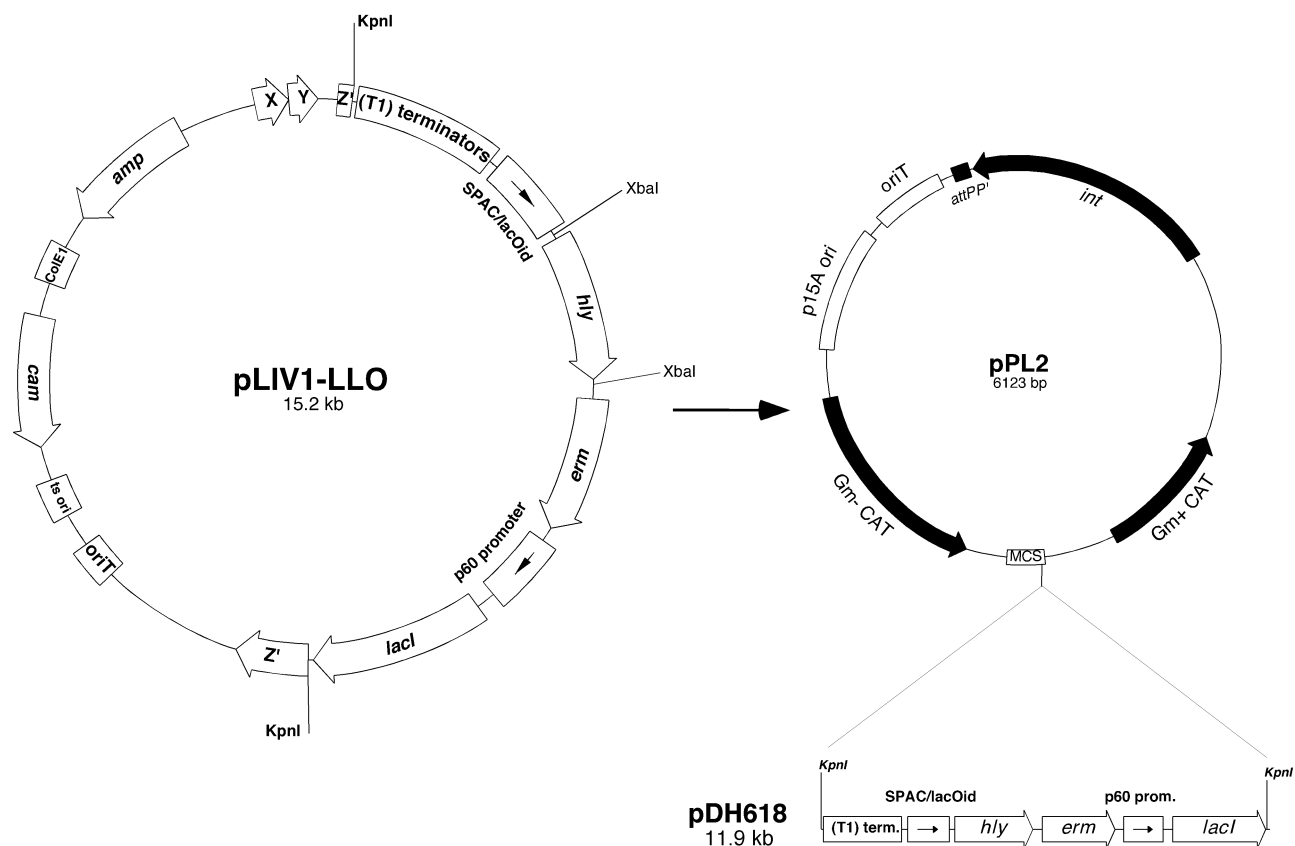 KpnI
X
Y
Z'
(T1) terminators
SPAC/lacOid
XbaI
hly
XbaI
erm
p60 promoter
lacI
KpnI
Z'
oriT
ts ori
cam
ColE1
amp
pLIV1-LLO
15.2 kb
oriT
attPP'
int
p15A ori
pPL2
6123 bp
Gm- CAT
Gm+ CAT
MCS
KpnI
KpnI
SPAC/lacOid
p60 prom.
pDH618
11.9 kb
(T1) term.
hly
erm
lacI